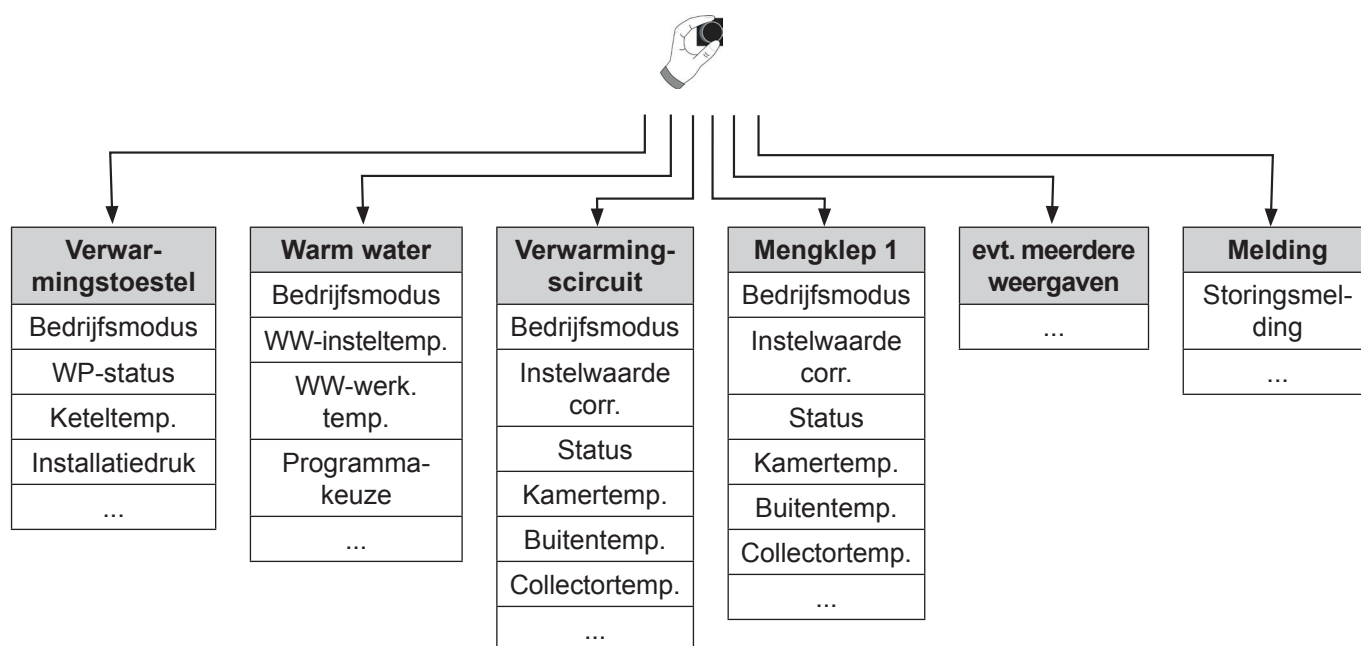 Verwar-
mingstoestel
Bedrijfsmodus
WP-status
Keteltemp.
Installatiedruk
...
Warm water
Bedrijfsmodus
WW-insteltemp.
WW-werk.
temp.
Programma-
keuze
...
Verwarming-
scircuit
Bedrijfsmodus
Instelwaarde
corr.
Status
Kamertemp.
Buitentemp.
Collectortemp.
...
Mengklep 1
Bedrijfsmodus
Instelwaarde
corr.
Status
Kamertemp.
Buitentemp.
Collectortemp.
...
evt. meerdere
weergaven
...
Melding
Storingsmel-
ding
...